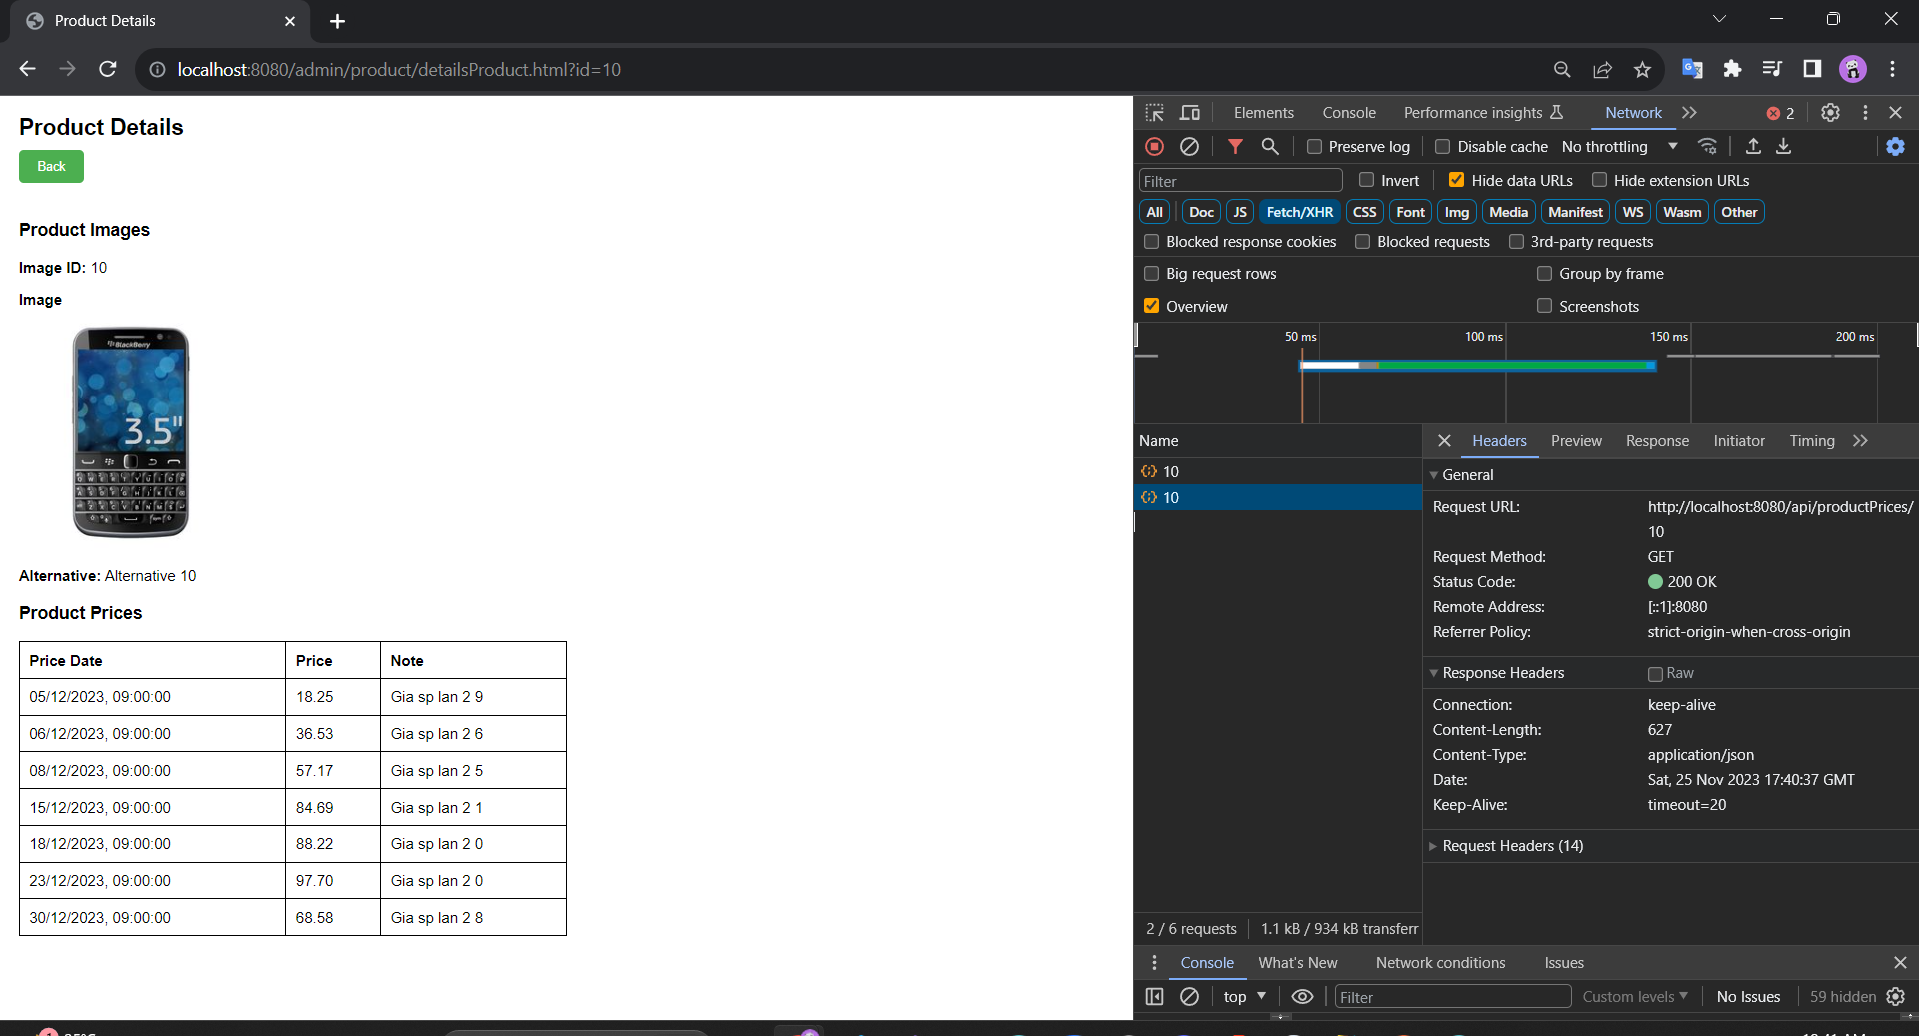 Product Details
localhost:8080/admin/product/detailsProduct.html?id=10
Product Details
Back
Product Images
Image ID: 10
Image
BlackBerry
3.5"
Alternative: Alternative 10
Product Prices
Price Date Price Note
05/12/2023, 09:00:00 18.25 Gia sp lan 2 9
06/12/2023, 09:00:00 36.53 Gia sp lan 2 6
08/12/2023, 09:00:00 57.17 Gia sp lan 2 5
15/12/2023, 09:00:00 84.69 Gia sp lan 2 1
18/12/2023, 09:00:00 88.22 Gia sp lan 2 0
23/12/2023, 09:00:00 97.70 Gia sp lan 2 0
30/12/2023, 09:00:00 68.58 Gia sp lan 2 8
Elements Console Performance insights Network 2
Preserve log Disable cache No throttling
Filter Invert Hide data URLs Hide extension URLs
All Doc JS Fetch/XHR CSS Font Img Media Manifest WS Wasm Other
Blocked response cookies Blocked requests 3rd-party requests
Big request rows Group by frame
Overview Screenshots
50 ms 100 ms 150 ms 200 ms
Name
10
10
Headers Preview Response Initiator Timing
General
Request URL: http://localhost:8080/api/productPrices/
10
Request Method: GET
Status Code: 200 OK
Remote Address: [::1]:8080
Referrer Policy: strict-origin-when-cross-origin
Response Headers Raw
Connection: keep-alive
Content-Length: 627
Content-Type: application/json
Date: Sat, 25 Nov 2023 17:40:37 GMT
Keep-Alive: timeout=20
Request Headers (14)
2 / 6 requests 1.1 kB / 934 kB transferr
Console What's New Network conditions Issues
top Filter Custom levels No Issues 59 hidden